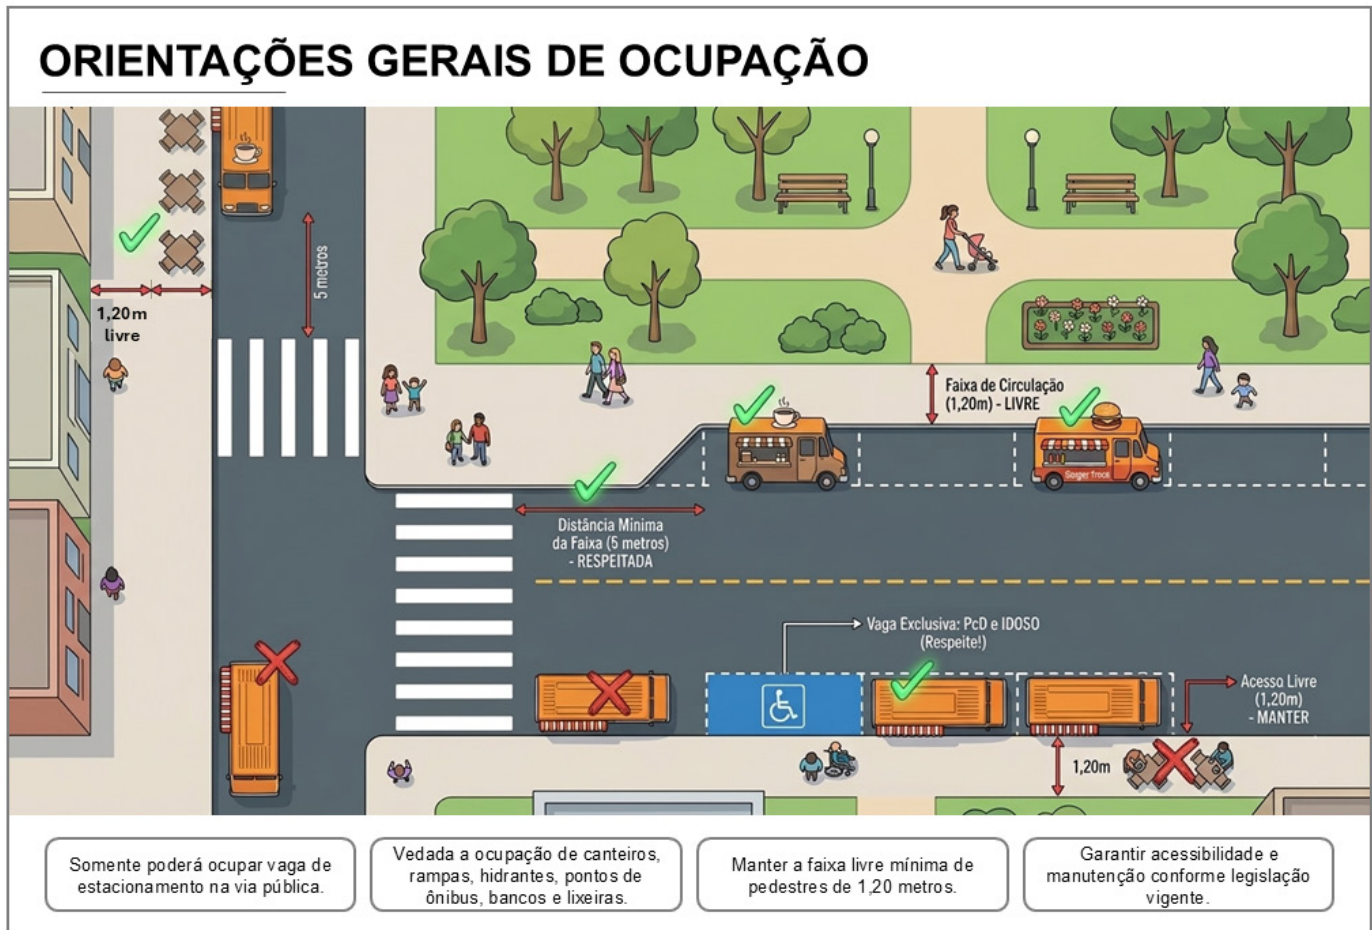 ORIENTAÇÕES GERAIS DE OCUPAÇÃO
5 metros
1,20m
livre
Faixa de Circulação
(1,20m) - LIVRE
Distância Mínima
da Faixa (5 metros)
- RESPEITADA
Vaga Exclusiva: PcD e IDOSO
(Respeite!)
Acesso Livre
(1,20m)
- MANTER
1,20m
Somente poderá ocupar vaga de
estacionamento na via pública.
Vedada a ocupação de canteiros,
rampas, hidrantes, pontos de
ônibus, bancos e lixeiras.
Manter a faixa livre mínima de
pedestres de 1,20 metros.
Garantir acessibilidade e
manutenção conforme legislação
vigente.